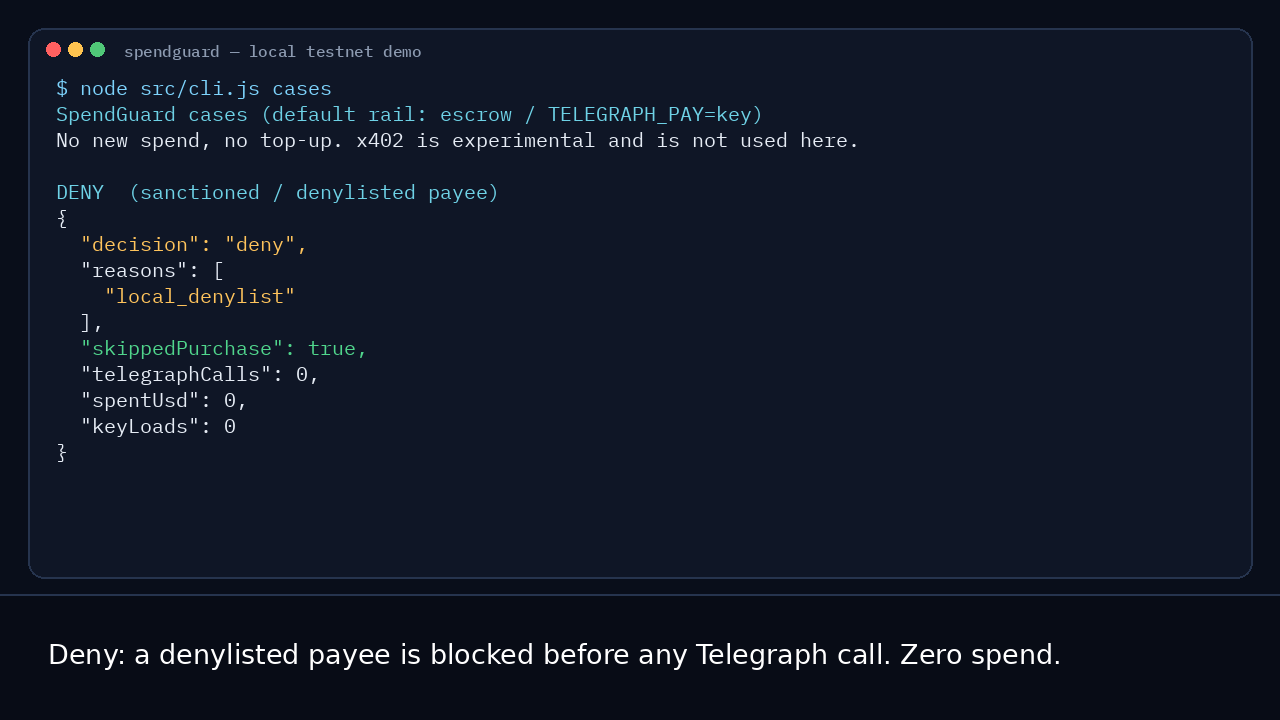 spendguard — local testnet demo
$ node src/cli.js cases
SpendGuard cases (default rail: escrow / TELEGRAPH_PAY=key)
No new spend, no top-up. x402 is experimental and is not used here.
DENY  (sanctioned / denylisted payee)
{
  "decision": "deny",
  "reasons": [
    "local_denylist"
  ],
  "skippedPurchase": true,
  "telegraphCalls": 0,
  "spentUsd": 0,
  "keyLoads": 0
}
Deny: a denylisted payee is blocked before any Telegraph call. Zero spend.